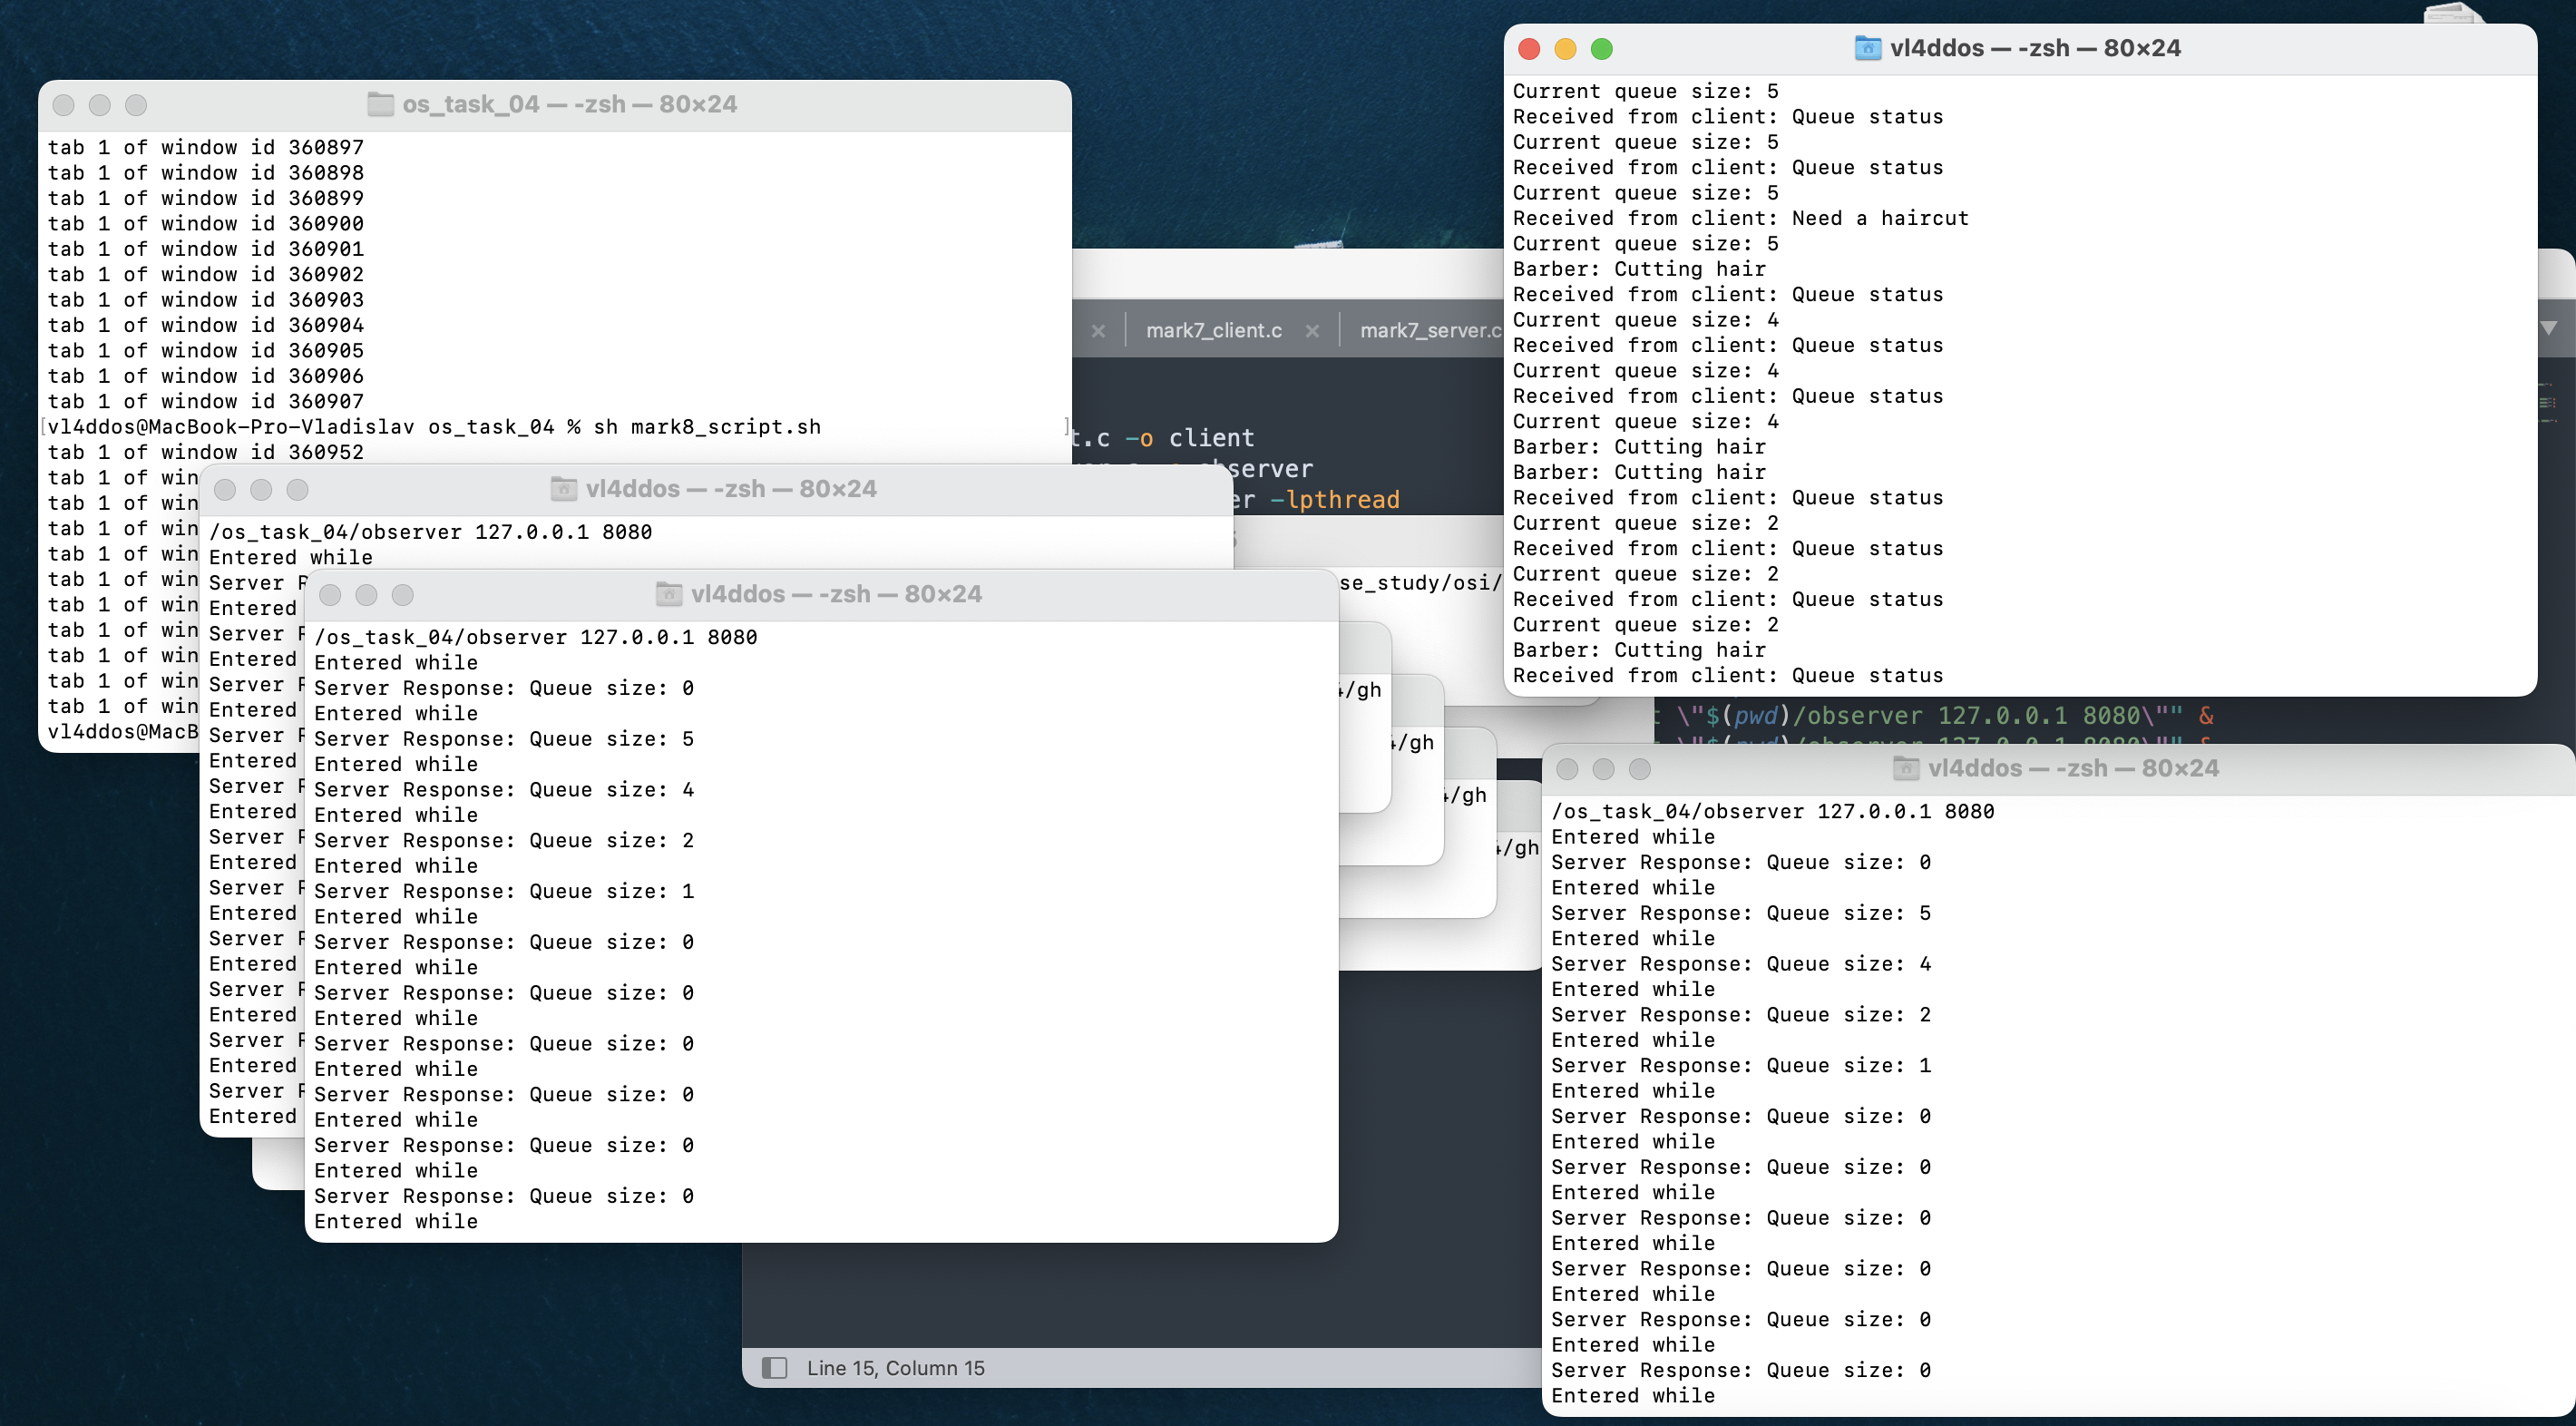 os_task_04 — -zsh — 80×24
tab 1 of window id 360897
tab 1 of window id 360898
tab 1 of window id 360899
tab 1 of window id 360900
tab 1 of window id 360901
tab 1 of window id 360902
tab 1 of window id 360903
tab 1 of window id 360904
tab 1 of window id 360905
tab 1 of window id 360906
tab 1 of window id 360907
[vl4ddos@MacBook-Pro-Vladislav os_task_04 % sh mark8_script.sh ]
tab 1 of window id 360952
tab 1 of win
tab 1 of win
tab 1 of win
tab 1 of win
tab 1 of win
tab 1 of win
tab 1 of win
tab 1 of win
tab 1 of win
tab 1 of win
vl4ddos@MacB
vl4ddos — -zsh — 80×24
/os_task_04/observer 127.0.0.1 8080
Entered while
Server R
Entered
Server R
Entered
Server R
Entered
Server R
Entered
Server R
Entered
Server R
Entered
Server R
Entered
Server R
Entered
Server R
Entered
Server R
Entered
Server R
Entered
vl4ddos — -zsh — 80×24
/os_task_04/observer 127.0.0.1 8080
Entered while
Server Response: Queue size: 0
Entered while
Server Response: Queue size: 5
Entered while
Server Response: Queue size: 4
Entered while
Server Response: Queue size: 2
Entered while
Server Response: Queue size: 1
Entered while
Server Response: Queue size: 0
Entered while
Server Response: Queue size: 0
Entered while
Server Response: Queue size: 0
Entered while
Server Response: Queue size: 0
Entered while
Server Response: Queue size: 0
Entered while
Server Response: Queue size: 0
Entered while
mark7_client.c
mark7_server.c
t.c -o client
observer
er -lpthread
se_study/osi/
4/gh
4/gh
4/gh
4/gh
\"$(pwd)/observer 127.0.0.1 8080\"" &
\"$(pwd)/observer 127.0.0.1 8080\"" &
Line 15, Column 15
vl4ddos — -zsh — 80×24
Current queue size: 5
Received from client: Queue status
Current queue size: 5
Received from client: Queue status
Current queue size: 5
Received from client: Need a haircut
Current queue size: 5
Barber: Cutting hair
Received from client: Queue status
Current queue size: 4
Received from client: Queue status
Current queue size: 4
Received from client: Queue status
Current queue size: 4
Barber: Cutting hair
Barber: Cutting hair
Received from client: Queue status
Current queue size: 2
Received from client: Queue status
Current queue size: 2
Received from client: Queue status
Current queue size: 2
Barber: Cutting hair
Received from client: Queue status
vl4ddos — -zsh — 80×24
/os_task_04/observer 127.0.0.1 8080
Entered while
Server Response: Queue size: 0
Entered while
Server Response: Queue size: 5
Entered while
Server Response: Queue size: 4
Entered while
Server Response: Queue size: 2
Entered while
Server Response: Queue size: 1
Entered while
Server Response: Queue size: 0
Entered while
Server Response: Queue size: 0
Entered while
Server Response: Queue size: 0
Entered while
Server Response: Queue size: 0
Entered while
Server Response: Queue size: 0
Entered while
Server Response: Queue size: 0
Entered while